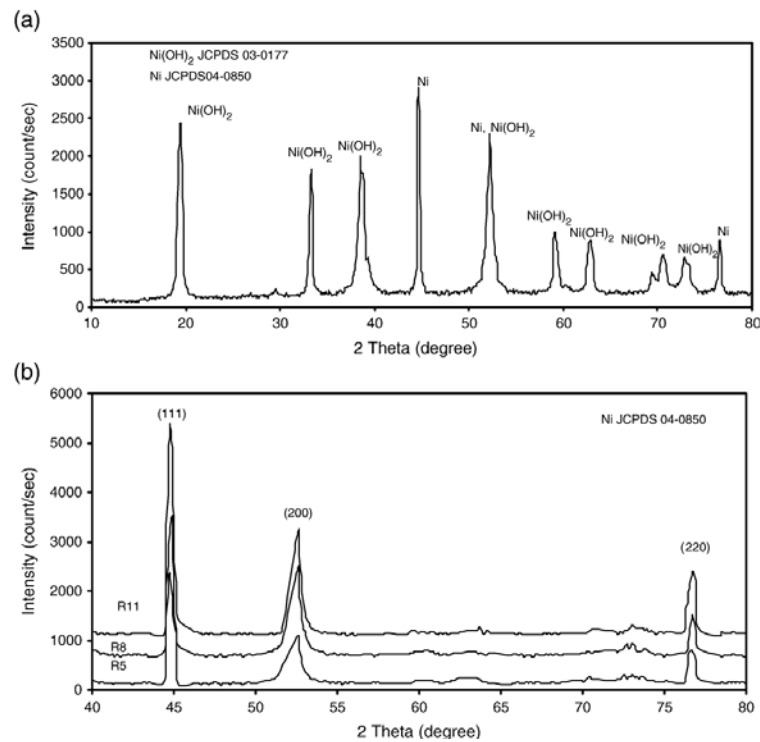 (a)
3500
3000
2500
2000
1500
1000
500
0
Intensity (count/sec)
Ni(OH)2 JCPDS 03-0177
Ni JCPDS04-0850
Ni(OH)2
Ni(OH)2
Ni(OH)2
Ni
Ni, Ni(OH)2
Ni(OH)2
Ni(OH)2
Ni(OH)2
Ni(OH)2
Ni
10 20 30 40 50 60 70 80
2 Theta (degree)
(b)
6000
5000
4000
3000
2000
1000
0
Intensity (count/sec)
(111)
(200)
(220)
Ni JCPDS 04-0850
R11
R8
R5
40 45 50 55 60 65 70 75 80
2 Theta (degree)